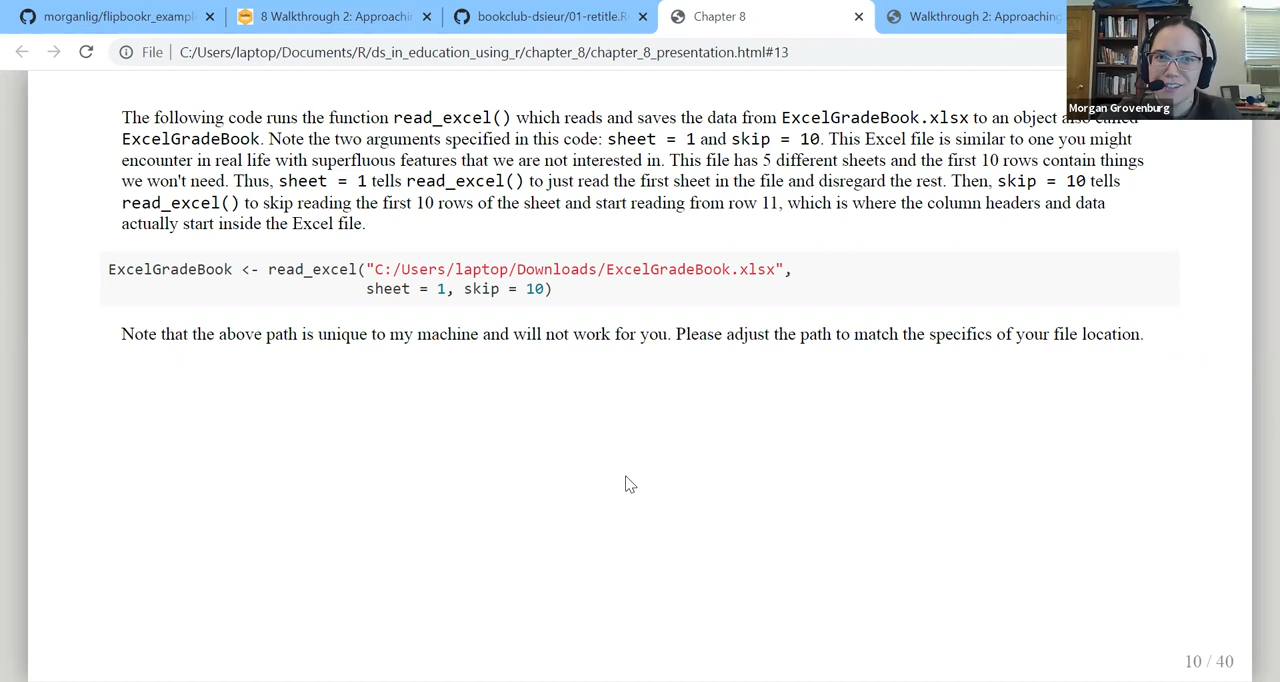 morganlig/flipbookr_exampl
8 Walkthrough 2: Approachin
bookclub-dsieur/01-retitle.R
Chapter 8
Walkthrough 2: Approaching
File | C:/Users/laptop/Documents/R/ds_in_education_using_r/chapter_8/chapter_8_presentation.html#13
Morgan Grovenburg
The following code runs the function read_excel() which reads and saves the data from ExcelGradeBook.xlsx to an object also called
ExcelGradeBook. Note the two arguments specified in this code: sheet = 1 and skip = 10. This Excel file is similar to one you might
encounter in real life with superfluous features that we are not interested in. This file has 5 different sheets and the first 10 rows contain things
we won't need. Thus, sheet = 1 tells read_excel() to just read the first sheet in the file and disregard the rest. Then, skip = 10 tells
read_excel() to skip reading the first 10 rows of the sheet and start reading from row 11, which is where the column headers and data
actually start inside the Excel file.
ExcelGradeBook <- read_excel("C:/Users/laptop/Downloads/ExcelGradeBook.xlsx",
sheet = 1, skip = 10)
Note that the above path is unique to my machine and will not work for you. Please adjust the path to match the specifics of your file location.
10 / 40